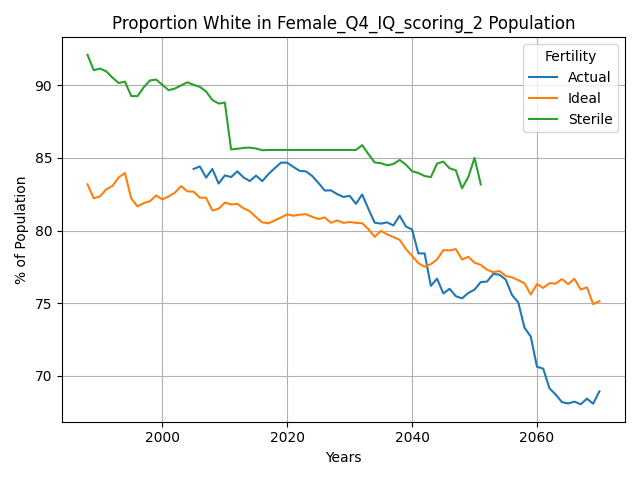 Proportion White in Female_Q4_IQ_scoring_2 Population
Fertility
Actual
Ideal
Sterile
% of Population
90
85
80
75
70
2000
2020
2040
2060
Years